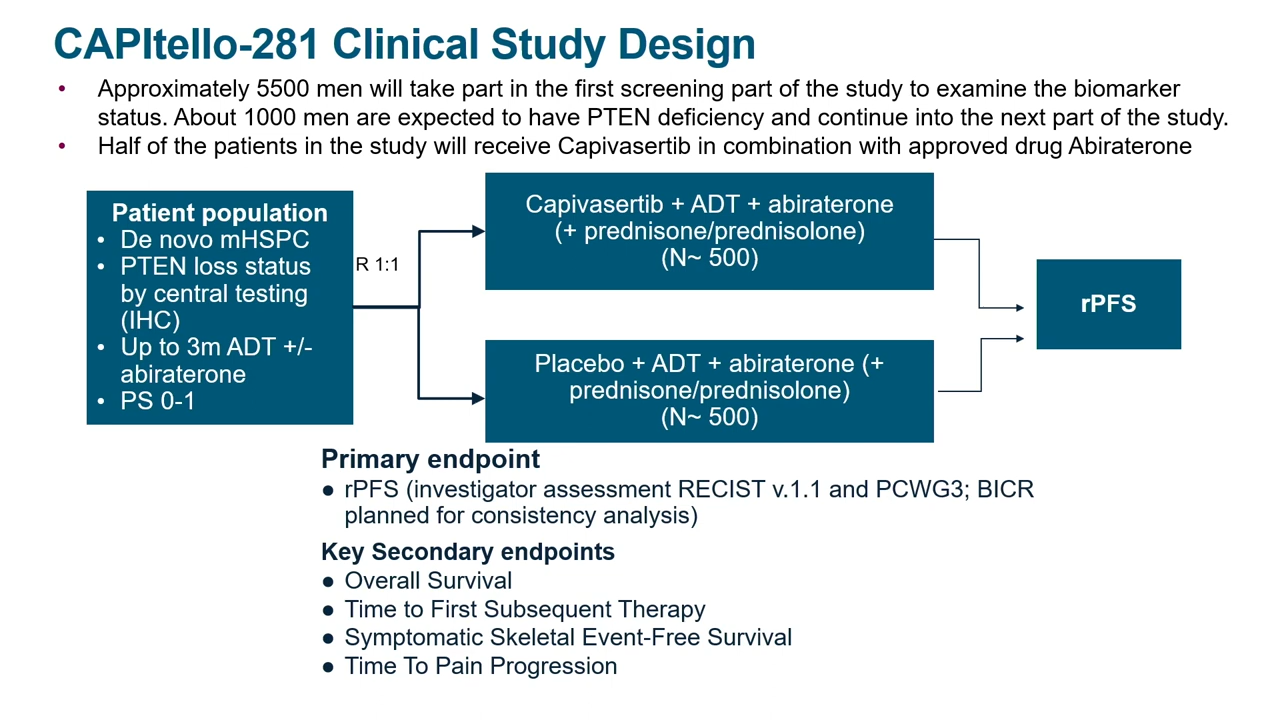 CAPItello-281 Clinical Study Design
• Approximately 5500 men will take part in the first screening part of the study to examine the biomarker
status. About 1000 men are expected to have PTEN deficiency and continue into the next part of the study.
• Half of the patients in the study will receive Capivasertib in combination with approved drug Abiraterone
Patient population
• De novo mHSPC
• PTEN loss status
by central testing
(IHC)
• Up to 3m ADT +/-
abiraterone
• PS 0-1
R 1:1
Capivasertib + ADT + abiraterone
(+ prednisone/prednisolone)
(N~ 500)
Placebo + ADT + abiraterone (+
prednisone/prednisolone)
(N~ 500)
rPFS
Primary endpoint
● rPFS (investigator assessment RECIST v.1.1 and PCWG3; BICR
planned for consistency analysis)
Key Secondary endpoints
● Overall Survival
● Time to First Subsequent Therapy
● Symptomatic Skeletal Event-Free Survival
● Time To Pain Progression